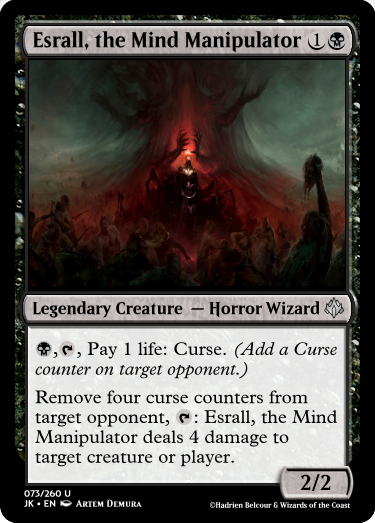 Esrall, the Mind Manipulator 1
Legendary Creature — Horror Wizard
, , Pay 1 life: Curse. (Add a Curse
counter on target opponent.)
Remove four curse counters from
target opponent, : Esrall, the Mind
Manipulator deals 4 damage to
target creature or player.
2/2
073/260 U
JK • EN Artem Demura
©Hadrien Belcour & Wizards of the Coast